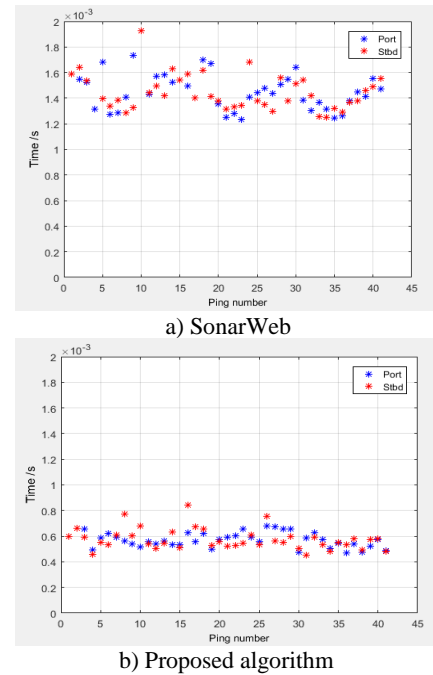 ×10⁻³
2
1.8
1.6
1.4
1.2
1
0.8
0.6
0.4
0.2
0
Time /s
Port
Stbd
0 5 10 15 20 25 30 35 40 45
Ping number
a) SonarWeb
×10⁻³
2
1.8
1.6
1.4
1.2
1
0.8
0.6
0.4
0.2
0
Time /s
Port
Stbd
0 5 10 15 20 25 30 35 40 45
Ping number
b) Proposed algorithm